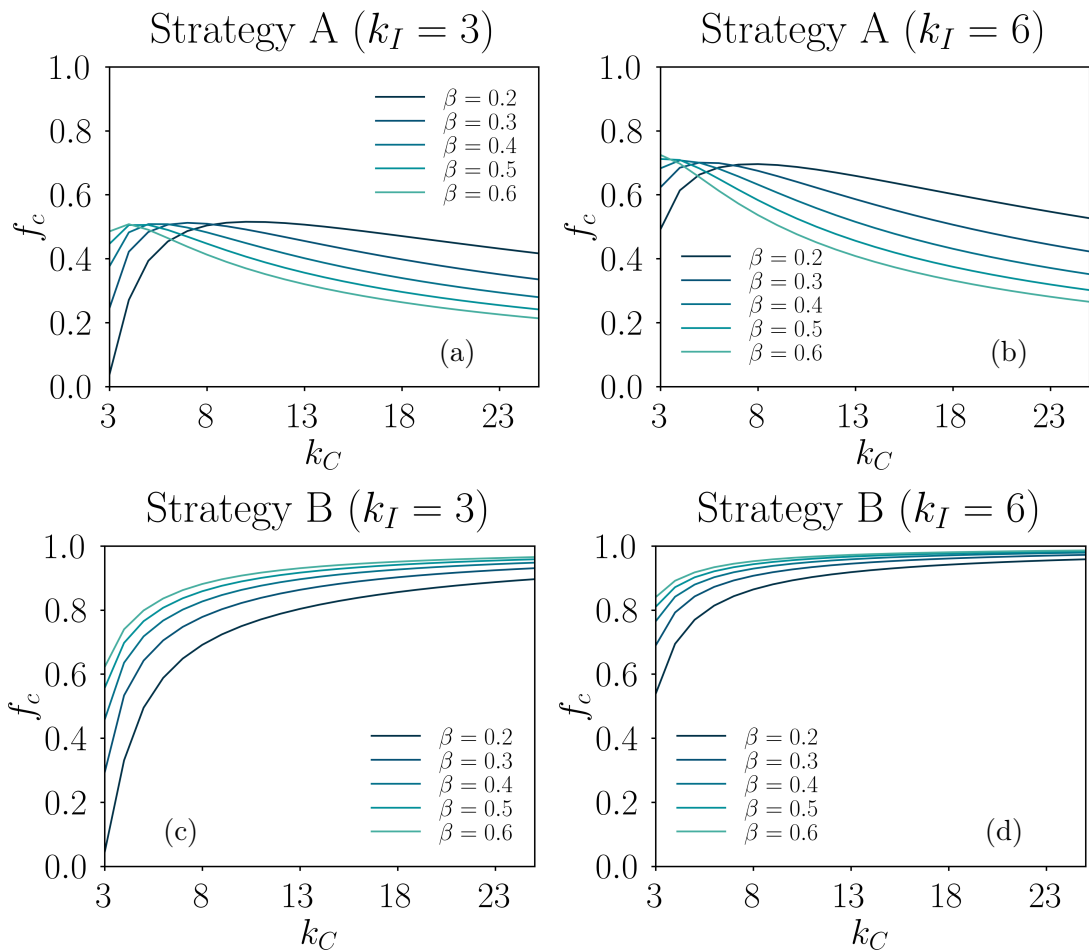 Strategy A (k_I = 3)
1.0
0.8
0.6
0.4
0.2
0.0
f_c
β = 0.2
β = 0.3
β = 0.4
β = 0.5
β = 0.6
(a)
3 8 13 18 23
k_C
Strategy A (k_I = 6)
1.0
0.8
0.6
0.4
0.2
0.0
f_c
β = 0.2
β = 0.3
β = 0.4
β = 0.5
β = 0.6
(b)
3 8 13 18 23
k_C
Strategy B (k_I = 3)
1.0
0.8
0.6
0.4
0.2
0.0
f_c
β = 0.2
β = 0.3
β = 0.4
β = 0.5
β = 0.6
(c)
3 8 13 18 23
k_C
Strategy B (k_I = 6)
1.0
0.8
0.6
0.4
0.2
0.0
f_c
β = 0.2
β = 0.3
β = 0.4
β = 0.5
β = 0.6
(d)
3 8 13 18 23
k_C